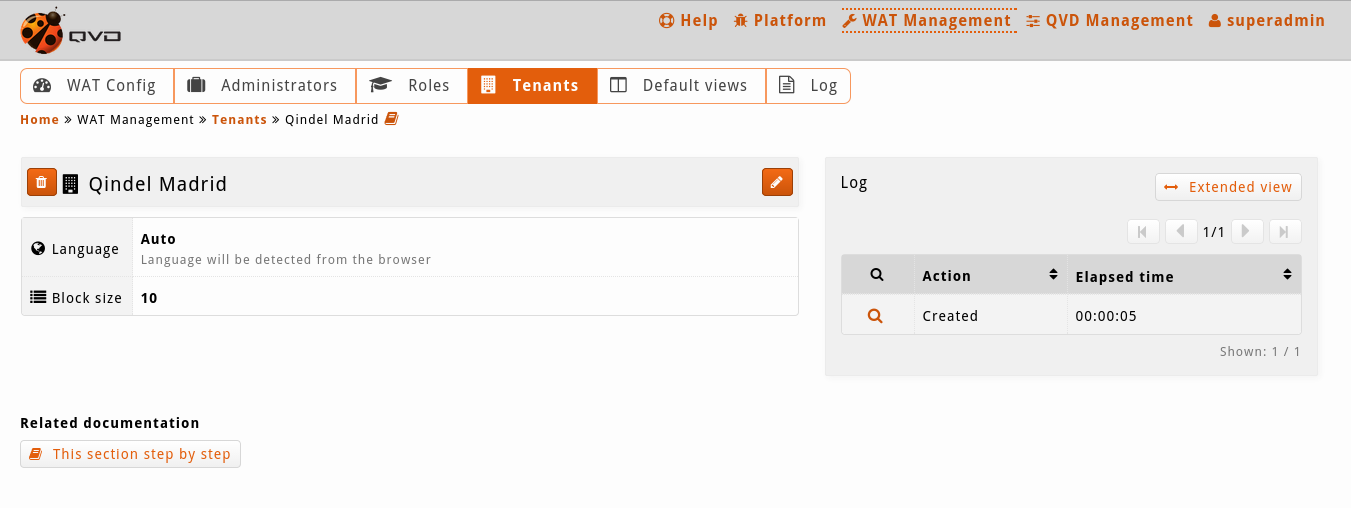 QVD
Help Platform WAT Management QVD Management superadmin
WAT Config Administrators Roles Tenants Default views Log
Home » WAT Management » Tenants » Qindel Madrid
Qindel Madrid
Language
Auto
Language will be detected from the browser
Block size 10
Log
Extended view
1/1
Action Elapsed time
Created 00:00:05
Shown: 1 / 1
Related documentation
This section step by step